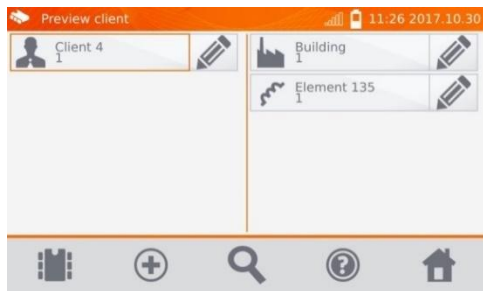 Preview client
11:26 2017.10.30
Client 4
1
Building
1
Element 135
1